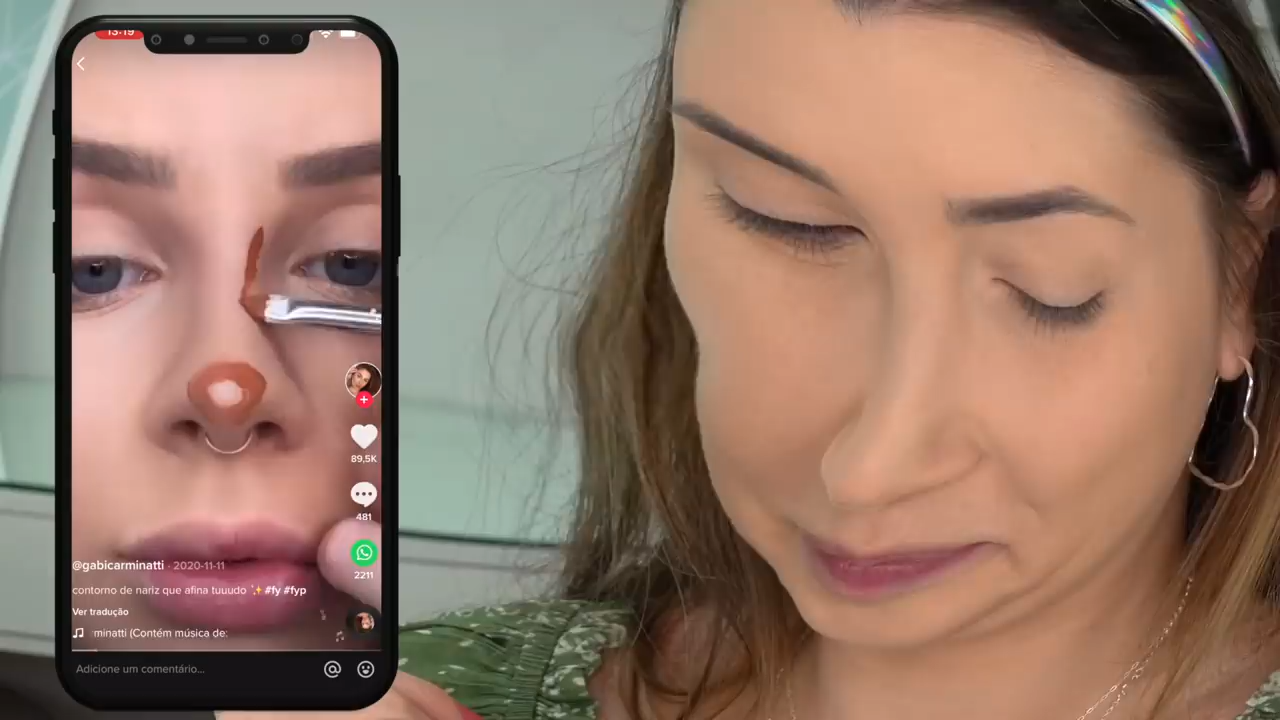 13:19
89,5K
481
2211
@gabicarminatti · 2020-11-11
contorno de nariz que afina tuuudo ✨ #fy #fyp
Ver tradução
minatti (Contém música de:
Adicione um comentário...